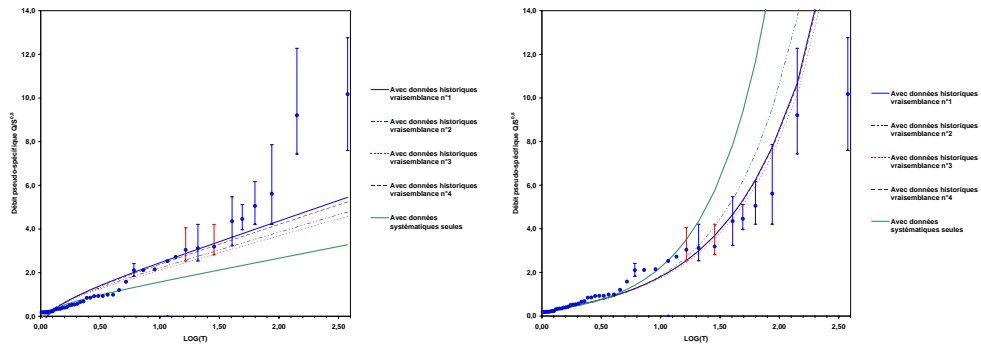 14,0
12,0
10,0
8,0
6,0
4,0
2,0
0,0
Débit pseudo-spécifique Q/S^0,8
0,00 0,50 1,00 1,50 2,00 2,50
LOG(T)
Avec données historiques
vraisemblance n°1
Avec données historiques
vraisemblance n°2
Avec données historiques
vraisemblance n°3
Avec données historiques
vraisemblance n°4
Avec données
systématiques seules
14,0
12,0
10,0
8,0
6,0
4,0
2,0
0,0
Débit pseudo-spécifique Q/S^0,8
0,00 0,50 1,00 1,50 2,00 2,50
LOG(T)
Avec données historiques
vraisemblance n°1
Avec données historiques
vraisemblance n°2
Avec données historiques
vraisemblance n°3
Avec données historiques
vraisemblance n°4
Avec données
systématiques seules